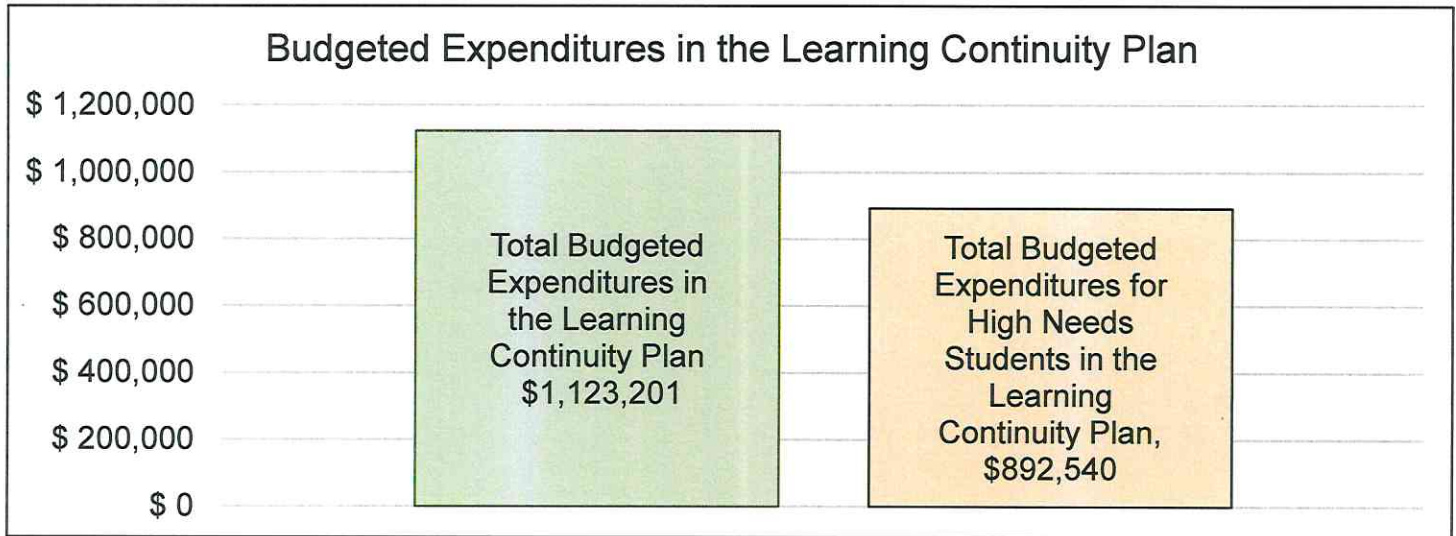 Budgeted Expenditures in the Learning Continuity Plan
$ 1,200,000
$ 1,000,000
$ 800,000
$ 600,000
$ 400,000
$ 200,000
$ 0
Total Budgeted
Expenditures in
the Learning
Continuity Plan
$1,123,201
Total Budgeted
Expenditures for
High Needs
Students in the
Learning
Continuity Plan,
$892,540